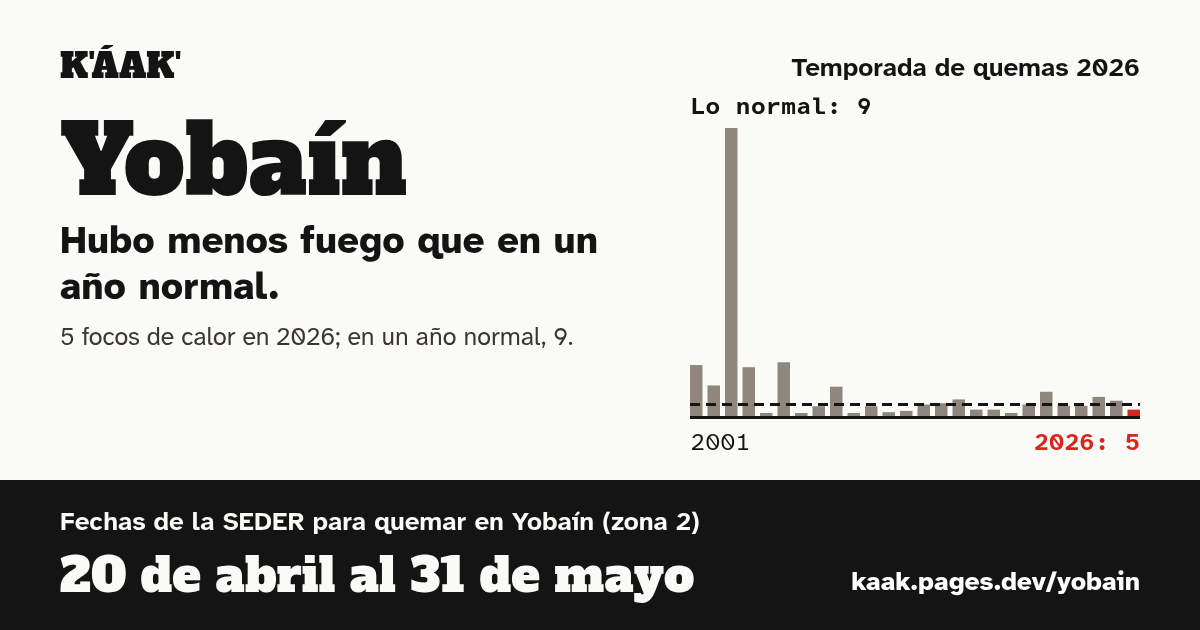 K'ÁAK'
Temporada de quemas 2026
Lo normal: 9
Yobaín
Hubo menos fuego que en un
año normal.
5 focos de calor en 2026; en un año normal, 9.
2001
2026: 5
Fechas de la SEDER para quemar en Yobaín (zona 2)
20 de abril al 31 de mayo
kaak.pages.dev/yobain